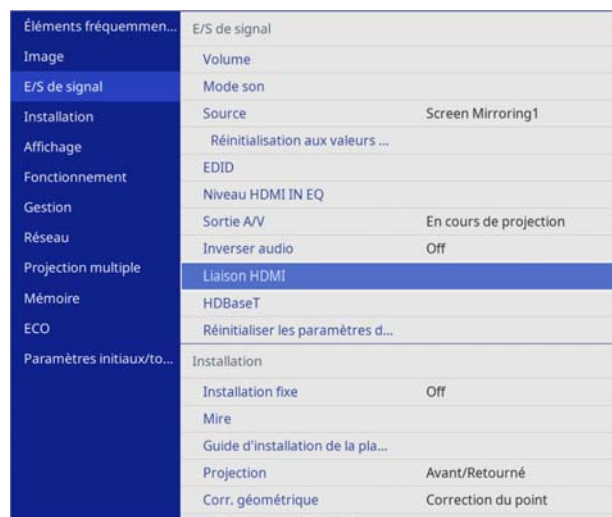 Éléments fréquemmen...
Image
E/S de signal
Installation
Affichage
Fonctionnement
Gestion
Réseau
Projection multiple
Mémoire
ECO
Paramètres initiaux/to...
E/S de signal
Volume
Mode son
Source Screen Mirroring1
Réinitialisation aux valeurs ...
EDID
Niveau HDMI IN EQ
Sortie A/V En cours de projection
Inverser audio Off
Liaison HDMI
HDBaseT
Réinitialiser les paramètres d...
Installation
Installation fixe Off
Mire
Guide d'installation de la pla...
Projection Avant/Retourné
Corr. géométrique Correction du point